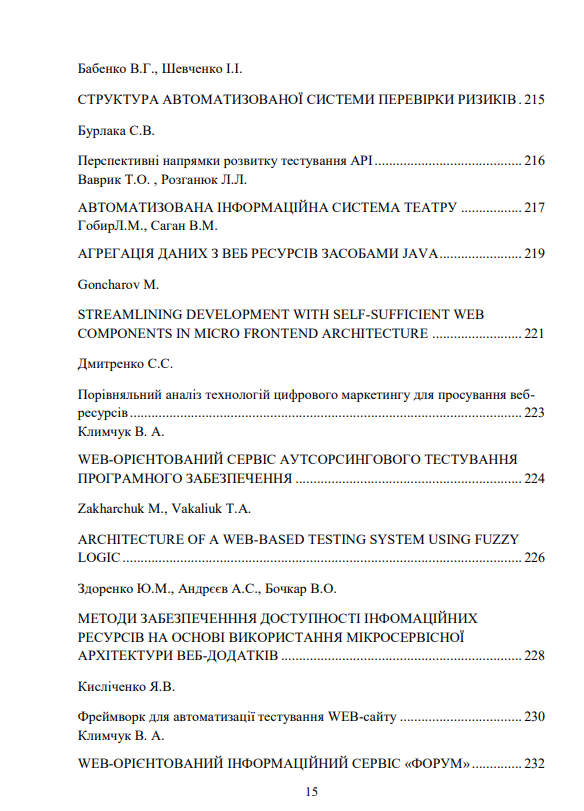 Бабенко В.Г., Шевченко І.І.
СТРУКТУРА АВТОМАТИЗОВАНОЇ СИСТЕМИ ПЕРЕВІРКИ РИЗИКІВ . 215
Бурлака С.В.
Перспективні напрямки розвитку тестування API ....................................... 216
Ваврик Т.О. , Розганюк Л.Л.
АВТОМАТИЗОВАНА ІНФОРМАЦІЙНА СИСТЕМА ТЕАТРУ ................ 217
ГобирЛ.М., Саган В.М.
АГРЕГАЦІЯ ДАНИХ З ВЕБ РЕСУРСІВ ЗАСОБАМИ JAVA...................... 219
Goncharov M.
STREAMLINING DEVELOPMENT WITH SELF-SUFFICIENT WEB
COMPONENTS IN MICRO FRONTEND ARCHITECTURE ........................ 221
Дмитренко С.С.
Порівняльний аналіз технологій цифрового маркетингу для просування веб-
ресурсів ........................................................................................................ 223
Климчук В. А.
WEB-ОРІЄНТОВАНИЙ СЕРВІС АУТСОРСИНГОВОГО ТЕСТУВАННЯ
ПРОГРАМНОГО ЗАБЕЗПЕЧЕННЯ ............................................................ 224
Zakharchuk M., Vakaliuk T.A.
ARCHITECTURE OF A WEB-BASED TESTING SYSTEM USING FUZZY
LOGIC .......................................................................................................... 226
Здоренко Ю.М., Андрєєв А.С., Бочкар В.О.
МЕТОДИ ЗАБЕЗПЕЧЕНННЯ ДОСТУПНОСТІ ІНФОМАЦІЙНИХ
РЕСУРСІВ НА ОСНОВІ ВИКОРИСТАННЯ МІКРОСЕРВІСНОЇ
АРХІТЕКТУРИ ВЕБ-ДОДАТКІВ ................................................................ 228
Кисліченко Я.В.
Фреймворк для автоматизації тестування WEB-сайту ................................ 230
Климчук В. А.
WEB-ОРІЄНТОВАНИЙ ІНФОРМАЦІЙНИЙ СЕРВІС «ФОРУМ» ............. 232
15